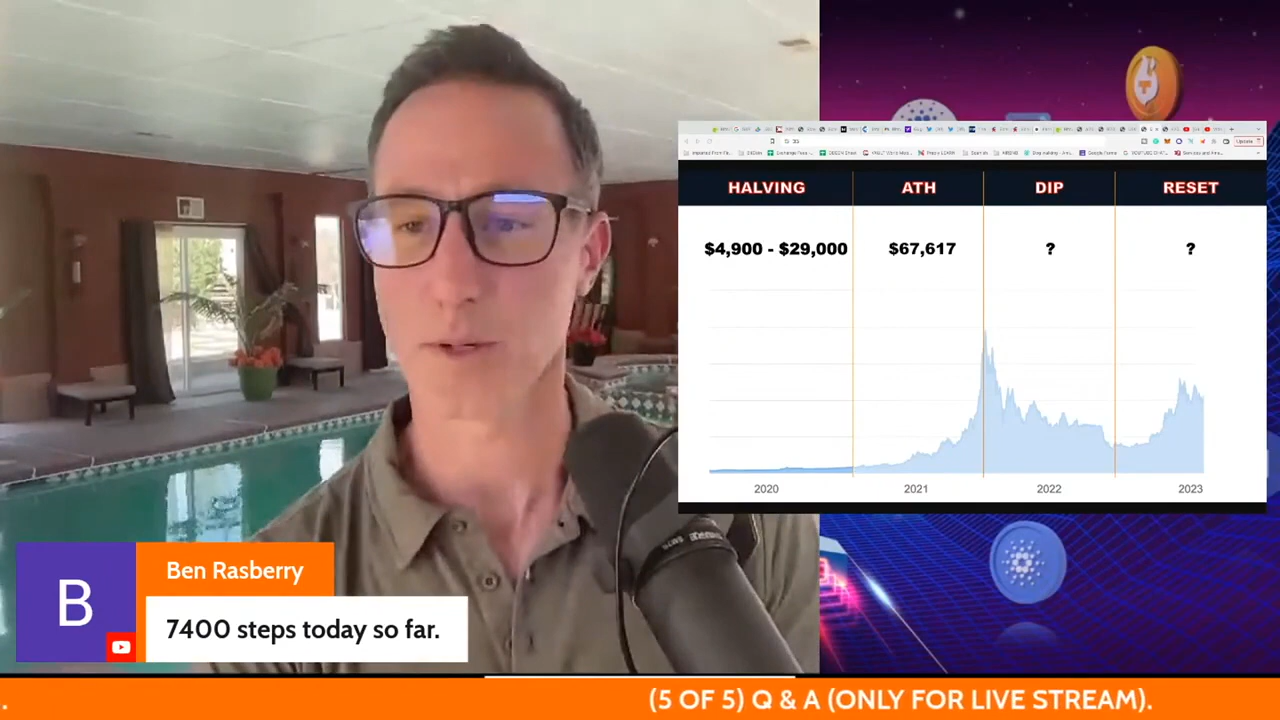 HALVING
ATH
DIP
RESET
$4,900 - $29,000
$67,617
?
?
2020
2021
2022
2023
Update
B
Ben Rasberry
7400 steps today so far.
(5 OF 5) Q & A (ONLY FOR LIVE STREAM).